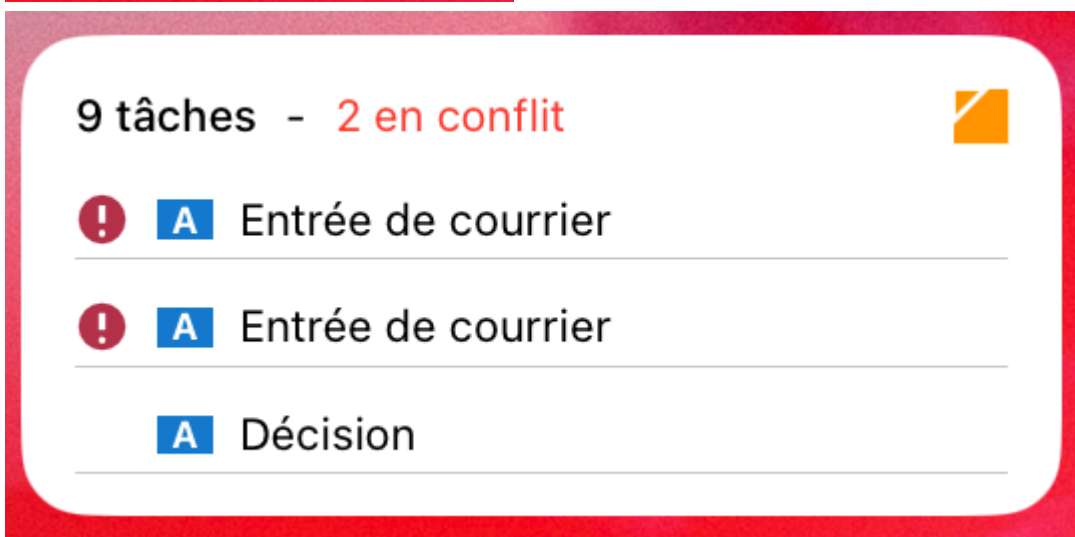 9 tâches - 2 en conflit
A Entrée de courrier
A Entrée de courrier
A Décision